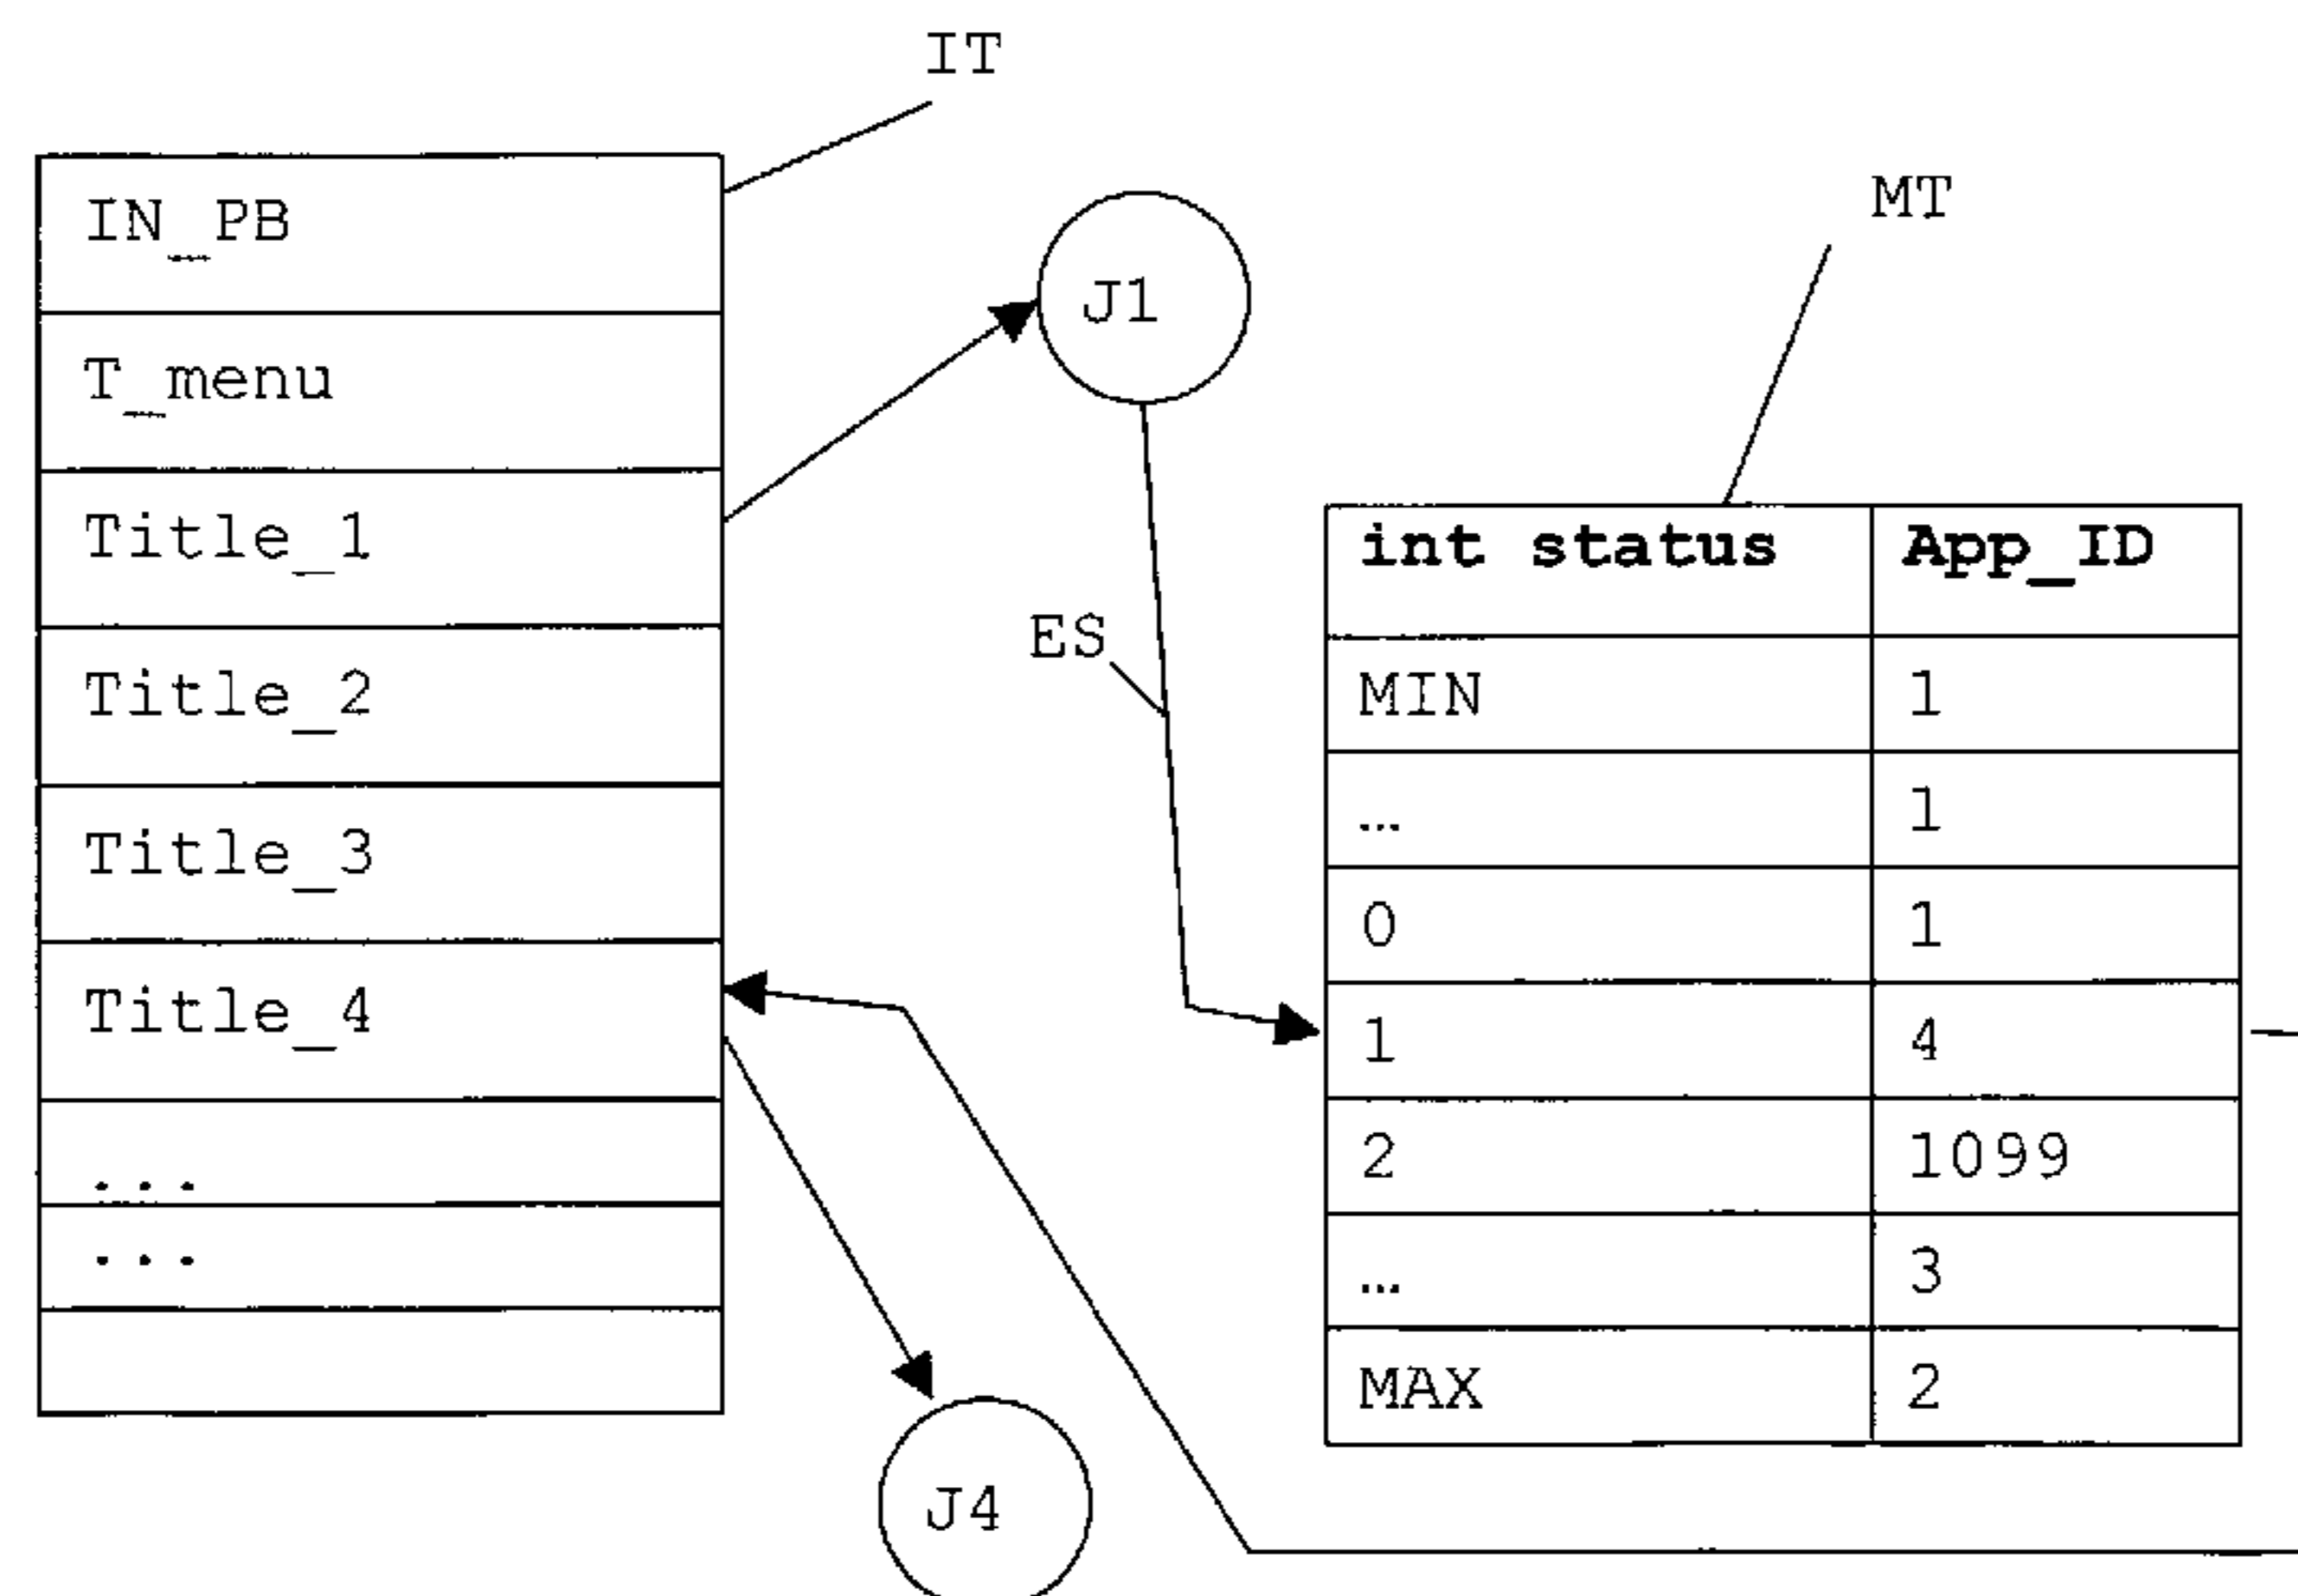 IT
IN_PB
T_menu
Title_1
Title_2
Title_3
Title_4
...
...
J1
ES
J4
MT
int status App_ID
MIN 1
... 1
0 1
1 4
2 1099
... 3
MAX 2